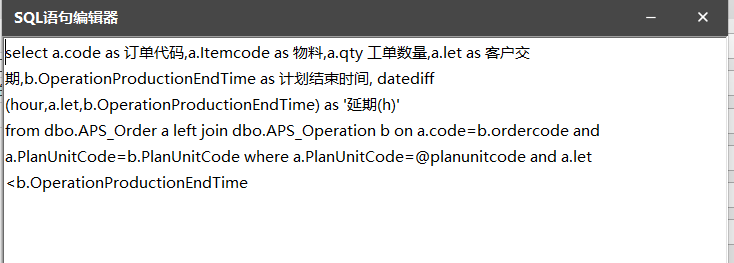 SQL语句编辑器
select a.code as 订单代码,a.Itemcode as 物料,a.qty 工单数量,a.let as 客户交
期,b.OperationProductionEndTime as 计划结束时间, datediff
(hour,a.let,b.OperationProductionEndTime) as '延期(h)'
from dbo.APS_Order a left join dbo.APS_Operation b on a.code=b.ordercode and
a.PlanUnitCode=b.PlanUnitCode where a.PlanUnitCode=@planunitcode and a.let
<b.OperationProductionEndTime